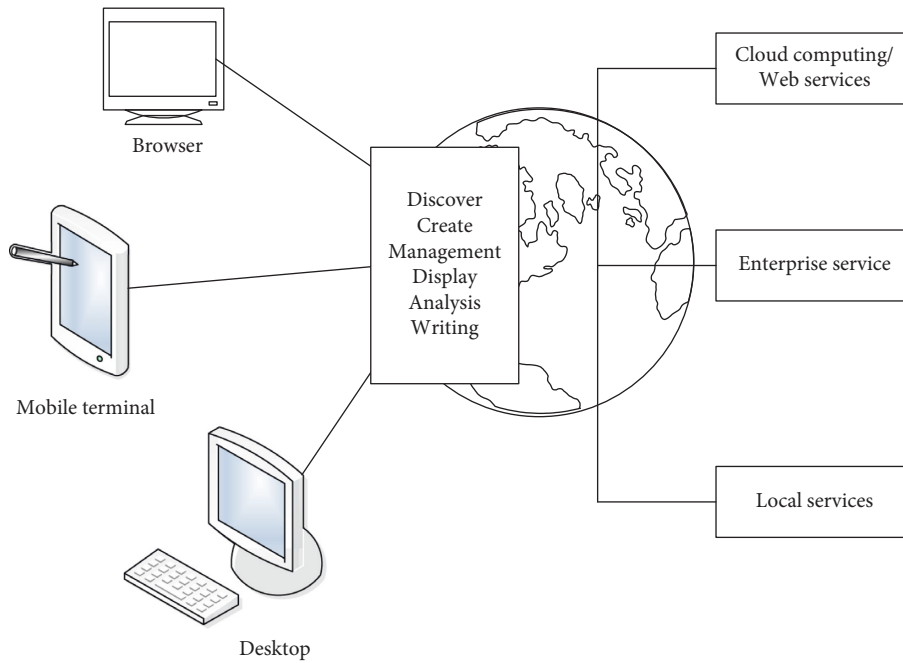 Browser
Mobile terminal
Desktop
Discover
Create
Management
Display
Analysis
Writing
Cloud computing/
Web services
Enterprise service
Local services